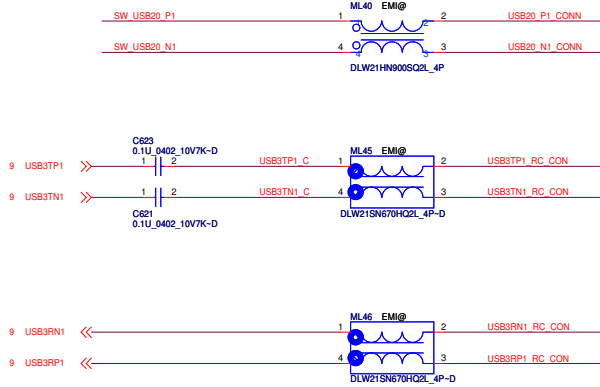 ML40 EMI@
SW_USB20_P1 1 2 USB20_P1_CONN
SW_USB20_N1 4 3 USB20_N1_CONN
DLW21HN900SQ2L_4P
C623
0.1U_0402_10V7K~D
ML45 EMI@
9 USB3TP1 1 2 USB3TP1_C 1 2 USB3TP1_RC_CON
9 USB3TN1 1 2 USB3TN1_C 4 3 USB3TN1_RC_CON
C621
0.1U_0402_10V7K~D
DLW21SN670HQ2L_4P~D
ML46 EMI@
9 USB3RN1 1 2 USB3RN1_RC_CON
9 USB3RP1 4 3 USB3RP1_RC_CON
DLW21SN670HQ2L_4P~D